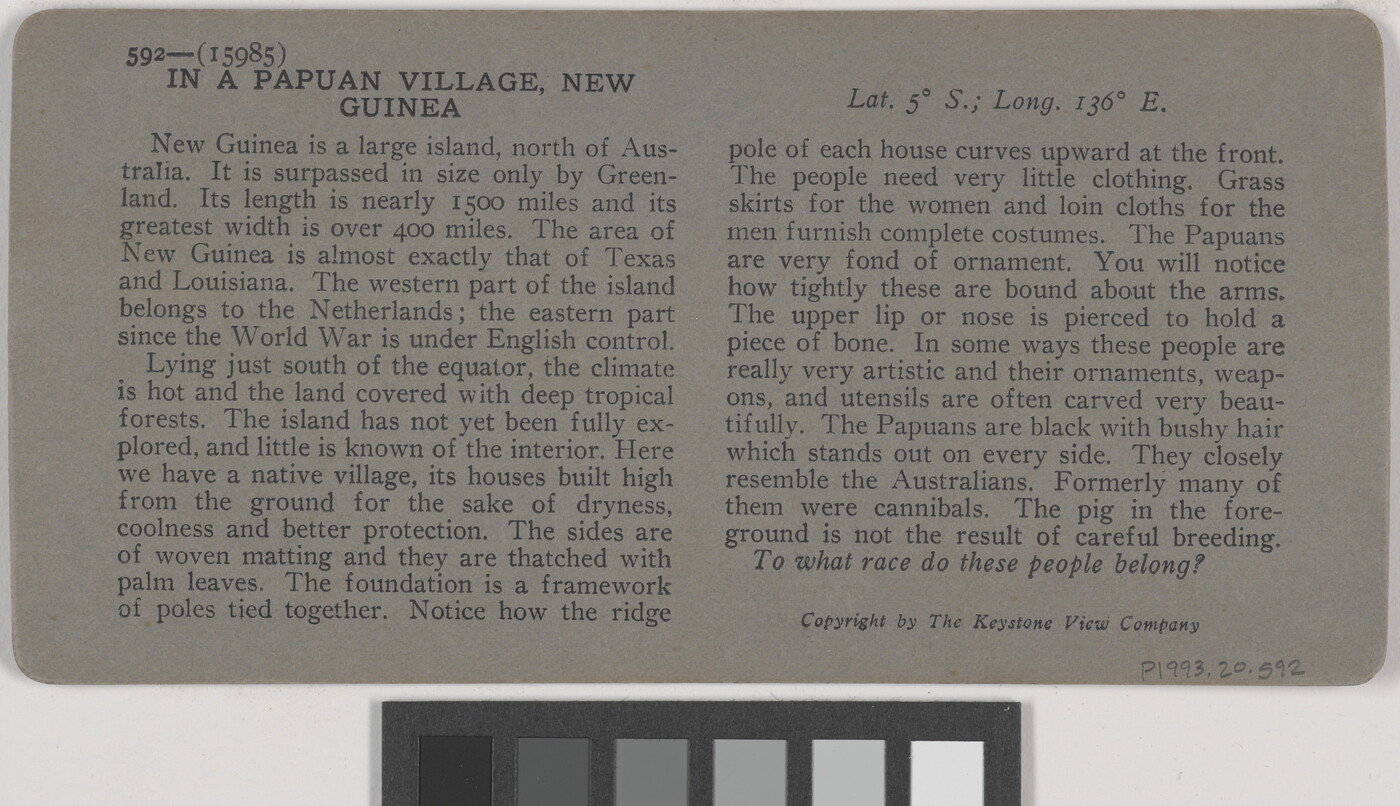 592—(15985)
IN A PAPUAN VILLAGE, NEW
GUINEA
New Guinea is a large island, north of Aus-
tralia. It is surpassed in size only by Green-
land. Its length is nearly 1500 miles and its
greatest width is over 400 miles. The area of
New Guinea is almost exactly that of Texas
and Louisiana. The western part of the island
belongs to the Netherlands; the eastern part
since the World War is under English control.
Lying just south of the equator, the climate
is hot and the land covered with deep tropical
forests. The island has not yet been fully ex-
plored, and little is known of the interior. Here
we have a native village, its houses built high
from the ground for the sake of dryness,
coolness and better protection. The sides are
of woven matting and they are thatched with
palm leaves. The foundation is a framework
of poles tied together. Notice how the ridge
Lat. 5° S.; Long. 136° E.
pole of each house curves upward at the front.
The people need very little clothing. Grass
skirts for the women and loin cloths for the
men furnish complete costumes. The Papuans
are very fond of ornament. You will notice
how tightly these are bound about the arms.
The upper lip or nose is pierced to hold a
piece of bone. In some ways these people are
really very artistic and their ornaments, weap-
ons, and utensils are often carved very beau-
tifully. The Papuans are black with bushy hair
which stands out on every side. They closely
resemble the Australians. Formerly many of
them were cannibals. The pig in the fore-
ground is not the result of careful breeding.
To what race do these people belong?
Copyright by The Keystone View Company
P1993.20.592